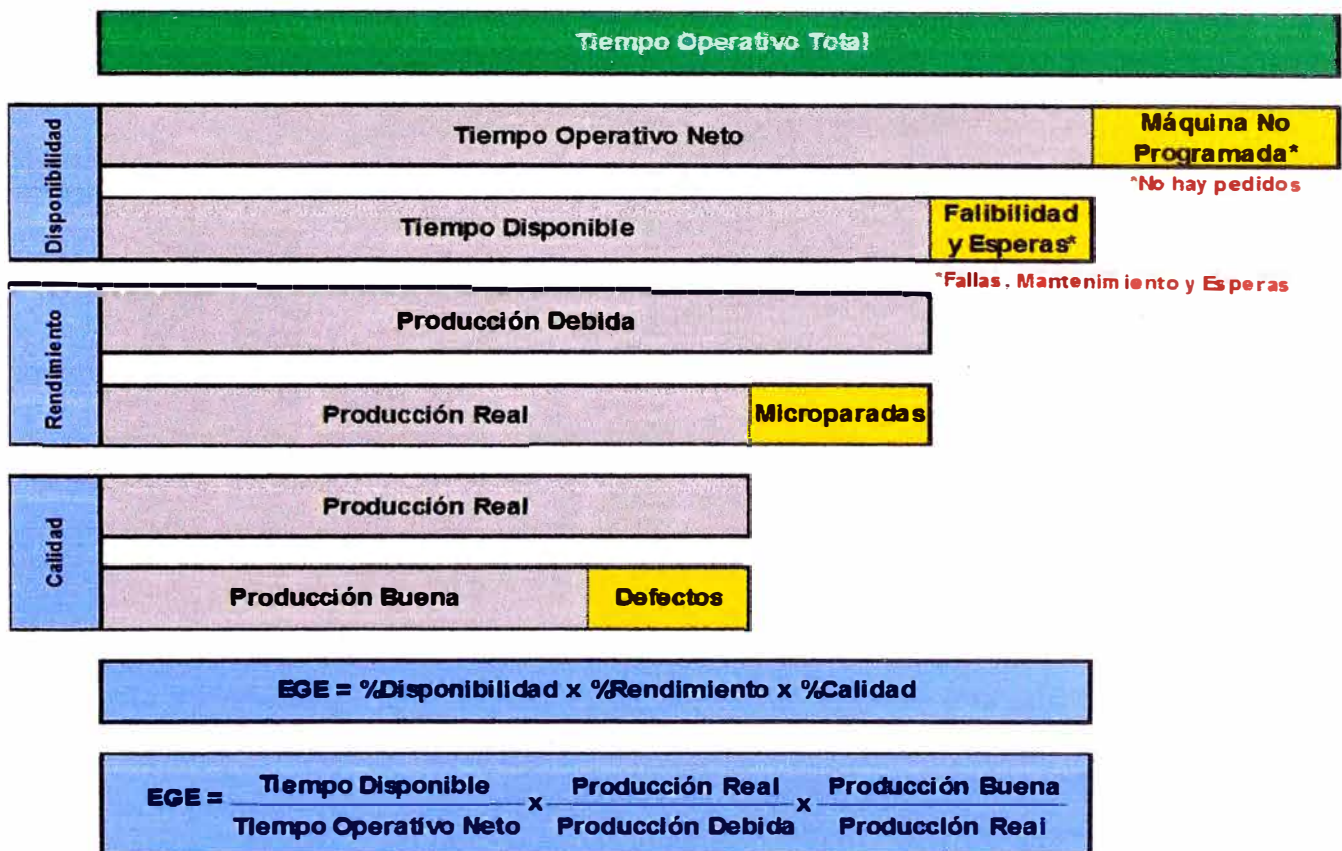 Tiempo Operativo Total
Disponibilidad
Tiempo Operativo Neto
Máquina No
Programada*
*No hay pedidos
Tiempo Disponible
Falibilidad
y Esperas*
*Fallas, Mantenimiento y Esperas
Rendimiento
Producción Debida
Producción Real
Microparadas
Calidad
Producción Real
Producción Buena
Defectos
EGE = %Disponibilidad x %Rendimiento x %Calidad
EGE = Tiempo Disponible x Producción Real x Producción Buena
Tiempo Operativo Neto Producción Debida Producción Real